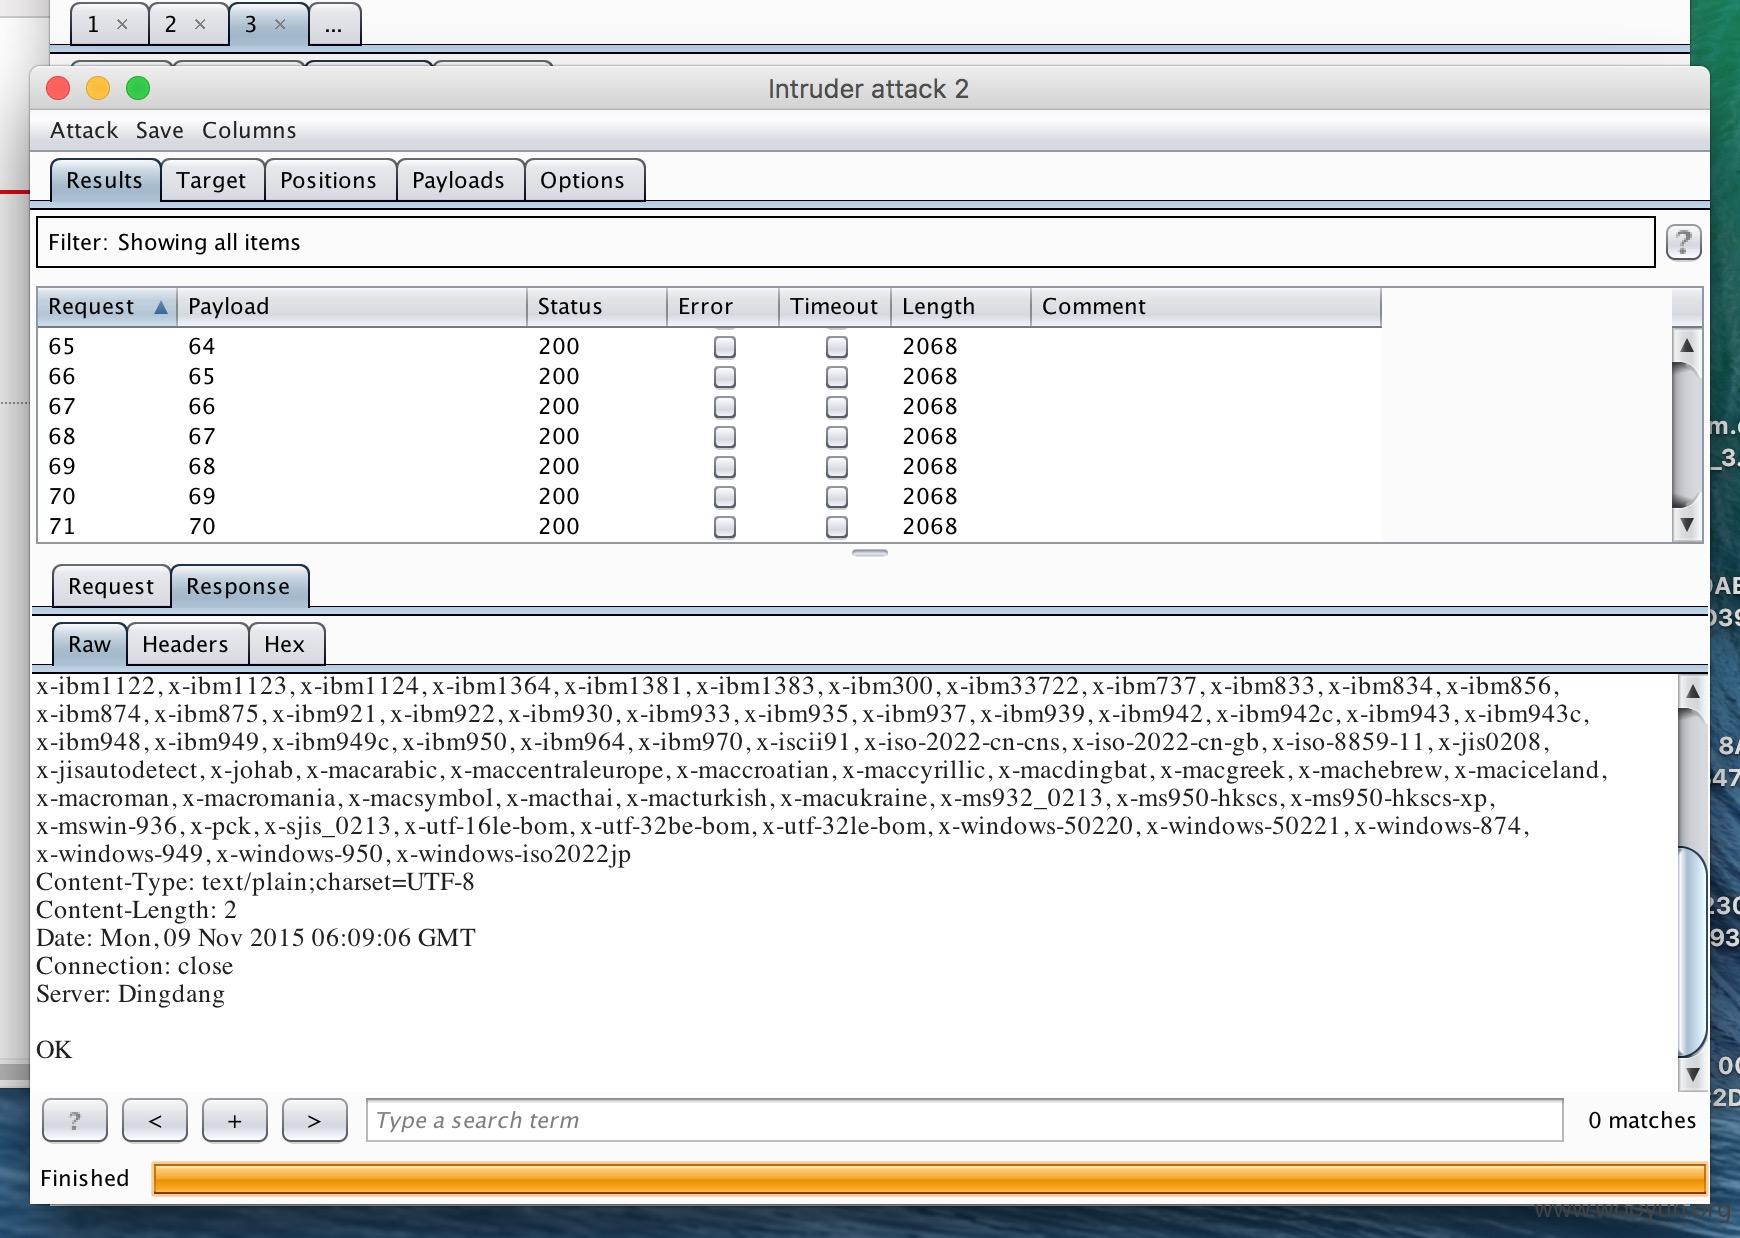 1 × 2 × 3 × ...
Intruder attack 2
Attack Save Columns
Results Target Positions Payloads Options
Filter: Showing all items ?
Request Payload Status Error Timeout Length Comment
65 64 200 2068
66 65 200 2068
67 66 200 2068
68 67 200 2068
69 68 200 2068
70 69 200 2068
71 70 200 2068
Request Response
Raw Headers Hex
x-ibm1122,x-ibm1123,x-ibm1124,x-ibm1364,x-ibm1381,x-ibm1383,x-ibm300,x-ibm33722,x-ibm737,x-ibm833,x-ibm834,x-ibm856,
x-ibm874,x-ibm875,x-ibm921,x-ibm922,x-ibm930,x-ibm933,x-ibm935,x-ibm937,x-ibm939,x-ibm942,x-ibm942c,x-ibm943,x-ibm943c,
x-ibm948,x-ibm949,x-ibm949c,x-ibm950,x-ibm964,x-ibm970,x-iscii91,x-iso-2022-cn-cns,x-iso-2022-cn-gb,x-iso-8859-11,x-jis0208,
x-jisautodetect,x-johab,x-macarabic,x-maccentraleurope,x-maccroatian,x-maccyrillic,x-macdingbat,x-macgreek,x-machebrew,x-maciceland,
x-macroman,x-macromania,x-macsymbol,x-macthai,x-macturkish,x-macukraine,x-ms932_0213,x-ms950-hkscs,x-ms950-hkscs-xp,
x-mswin-936,x-pck,x-sjis_0213,x-utf-16le-bom,x-utf-32be-bom,x-utf-32le-bom,x-windows-50220,x-windows-50221,x-windows-874,
x-windows-949,x-windows-950,x-windows-iso2022jp
Content-Type: text/plain;charset=UTF-8
Content-Length: 2
Date: Mon, 09 Nov 2015 06:09:06 GMT
Connection: close
Server: Dingdang
OK
? < + > Type a search term 0 matches
Finished
www.wooyun.org